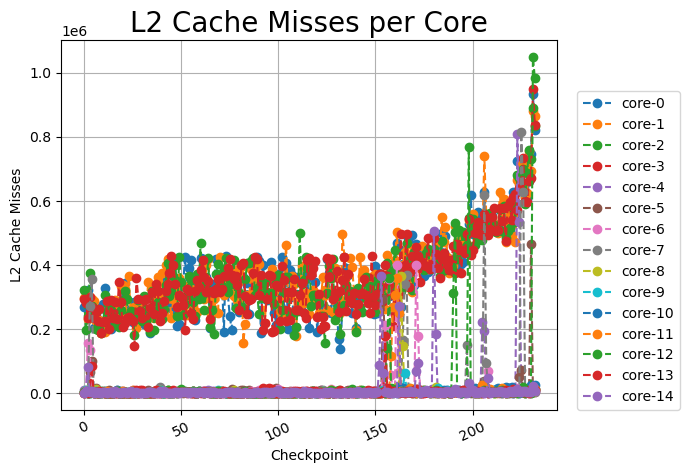 L2 Cache Misses per Core
1e6
1.0
0.8
0.6
0.4
0.2
0.0
L2 Cache Misses
0
50
100
150
200
Checkpoint
core-0
core-1
core-2
core-3
core-4
core-5
core-6
core-7
core-8
core-9
core-10
core-11
core-12
core-13
core-14